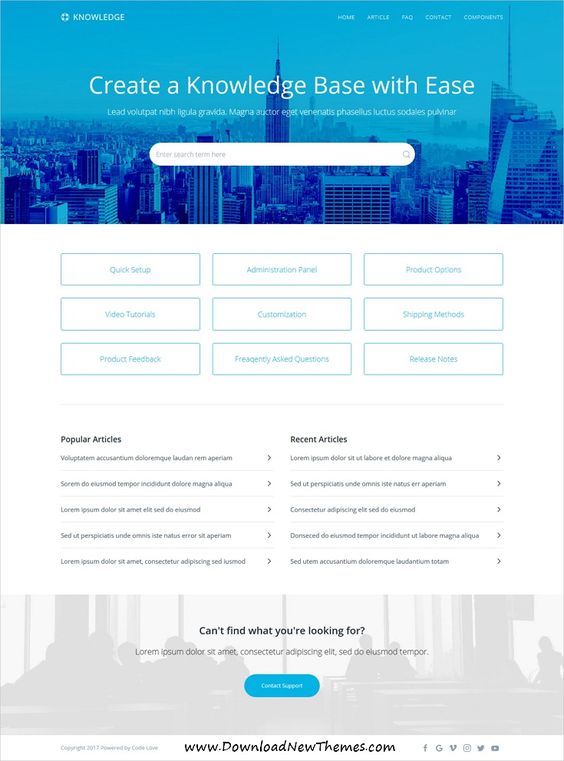 KNOWLEDGE
HOME ARTICLE FAQ CONTACT COMPONENTS
Create a Knowledge Base with Ease
Lead volutpat nibh ligula gravida. Magna auctor eget venenatis phasellus luctus sodales pulvinar
Enter search term here
Quick Setup
Administration Panel
Product Options
Video Tutorials
Customization
Shipping Methods
Product Feedback
Freaqently Asked Questions
Release Notes
Popular Articles
Voluptatem accusantium doloremque laudan rem aperiam
Sorem do eiusmod tempor incididunt dolore magna aliqua
Lorem ipsum dolor sit amet elit sed do eiusmod
Sed ut perspiciatis unde omnis iste natus error sit aperiam
Lorem ipsum dolor sit amet, consectetur adipiscing sed iusmod
Recent Articles
Lorem ipsum dolor sit ut labore et dolore magna aliqua
Sed ut perspiciatis unde omnis iste natus err aperiam
Consectetur adipiscing elit sed do eiusmod
Donseced do eiusmod tempor incididunt ut labore magna aliqua
Sed utem accusantium doloremque laudantium totam
Can't find what you're looking for?
Lorem ipsum dolor sit amet, consectetur adipiscing elit, sed do eiusmod tempor.
Contact Support
Copyright 2017 Powered by Code Love
www.DownloadNewThemes.com